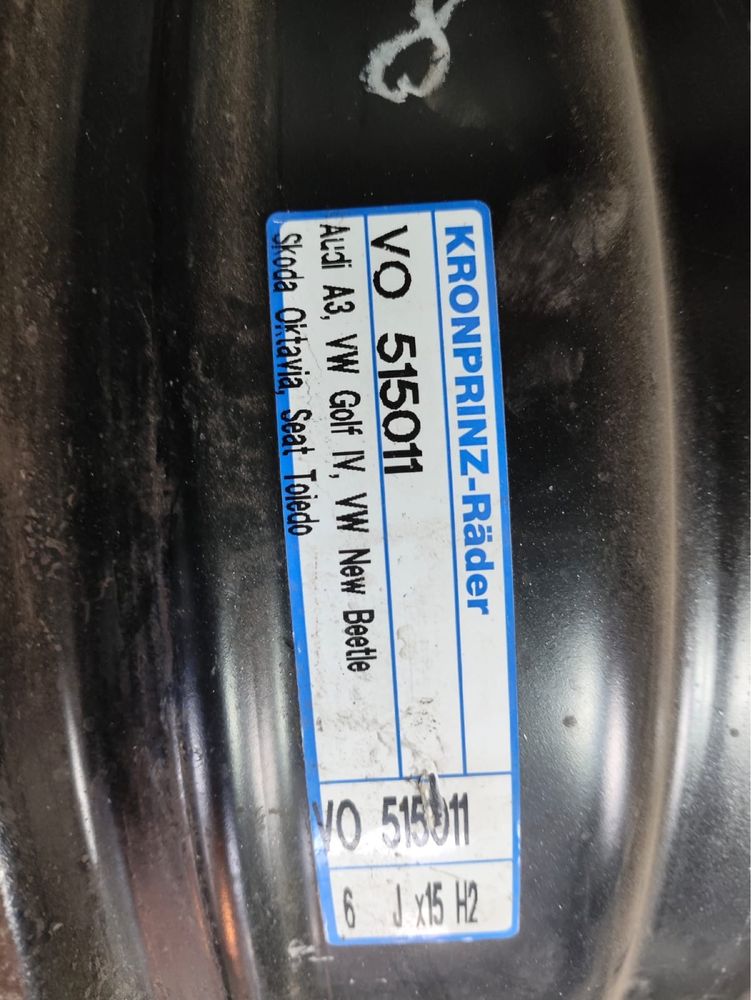 8
KRONPRINZ-Räder
VO 515011
Audi A3, VW Golf IV, VW New Beetle
Skoda Oktavia, Seat Toledo
VO 515011
6 J x15 H2